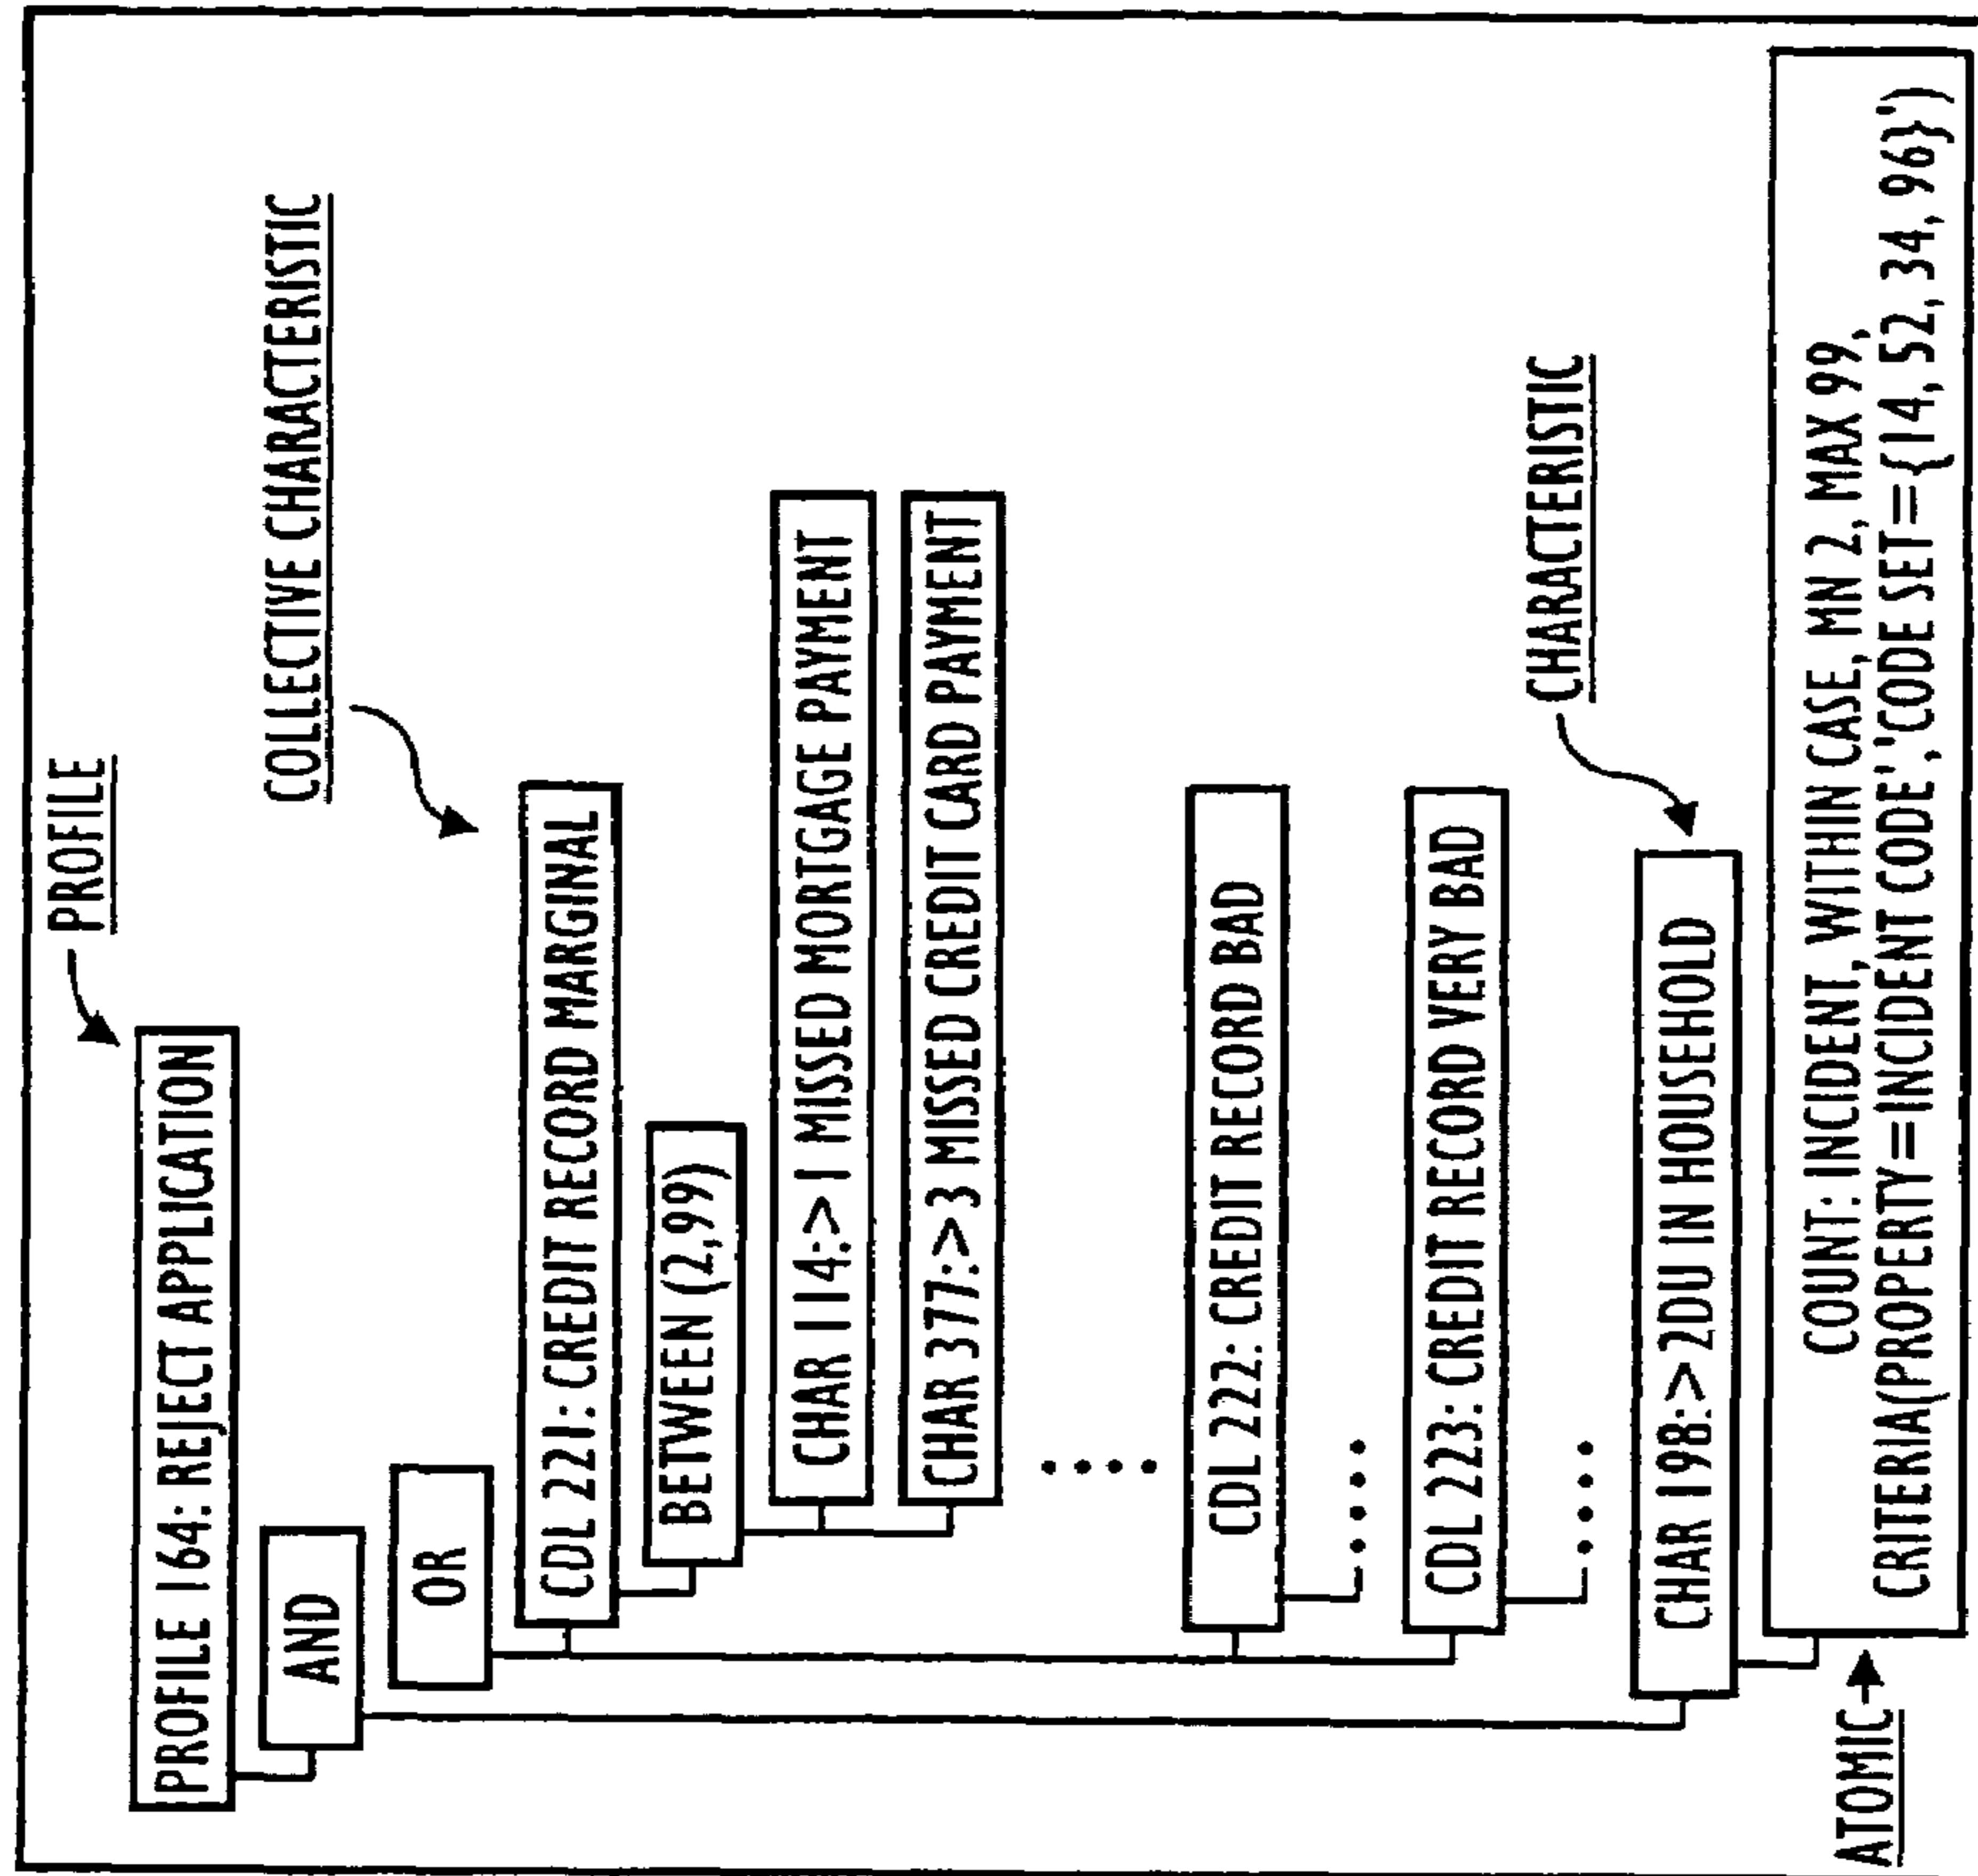 PROFILE
PROFILE 164: REJECT APPLICATION
COLLECTIVE CHARACTERISTIC
AND
OR
CDL 221: CREDIT RECORD MARGINAL
BETWEEN (2,99)
CHAR 114:>1 MISSED MORTGAGE PAYMENT
CHAR 377:>3 MISSED CREDIT CARD PAYMENT
CDL 222: CREDIT RECORD BAD
CDL 223: CREDIT RECORD VERY BAD
CHARACTERISTIC
CHAR 198:>2DU IN HOUSEHOLD
ATOMIC
COUNT: INCIDENT, WITHIN CASE, MN 2, MAX 99,
CRITERIA(PROPERTY=INCIDENT CODE','CODE SET={14, 52, 34, 96}')